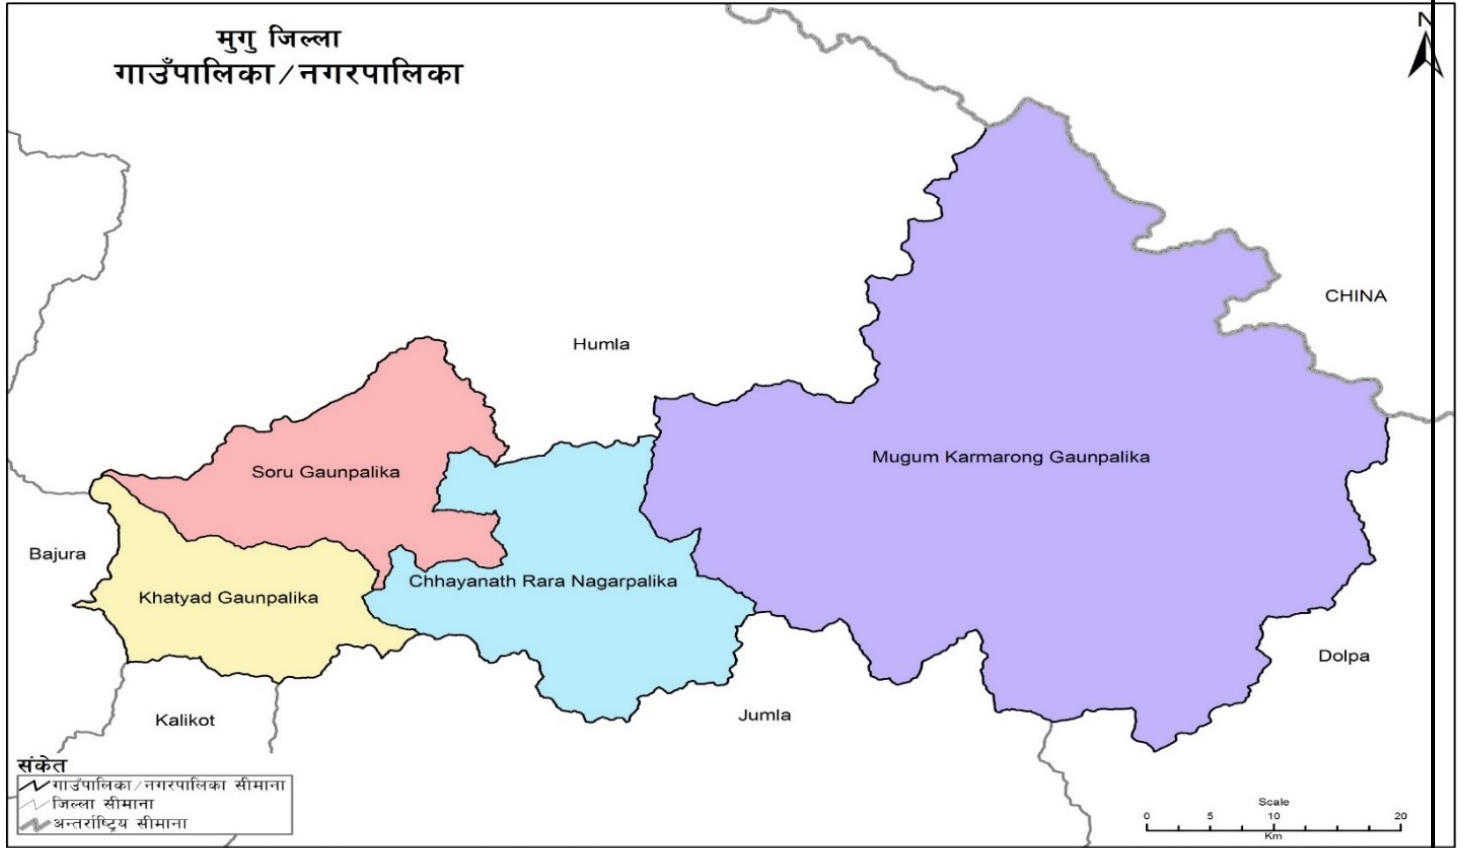 मुगु जिल्ला
गाउँपालिका/नगरपालिका
N
CHINA
Humla
Mugum Karmarong Gaunpalika
Soru Gaunpalika
Bajura
Chhayanath Rara Nagarpalika
Khatyad Gaunpalika
Dolpa
Kalikot
Jumla
संकेत
गाउँपालिका/नगरपालिका सीमाना
जिल्ला सीमाना
अन्तर्राष्ट्रिय सीमाना
Scale
0 5 10 20
Km